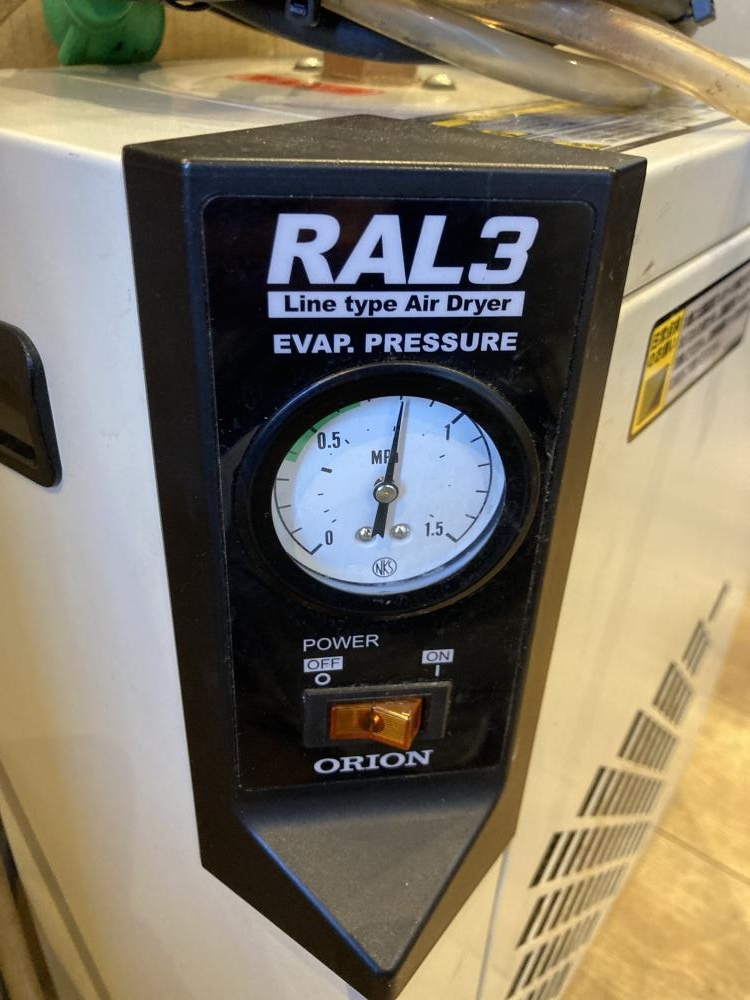 RAL3
Line type Air Dryer
EVAP. PRESSURE
0.5
1
MPa
0
1.5
NKS
POWER
OFF
ON
ORION